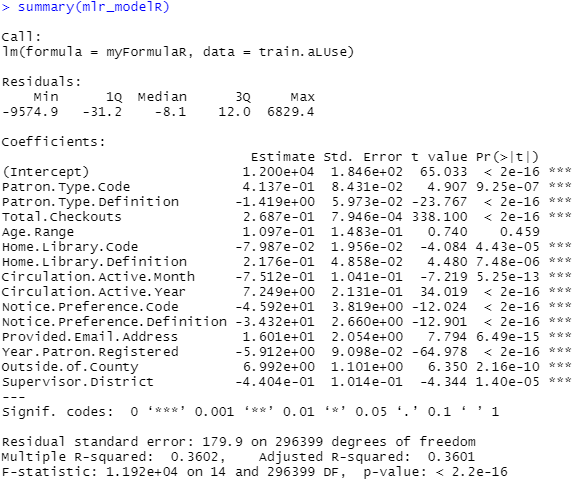 > summary(mlr_modelR)
Call:
lm(formula = myFormulaR, data = train.aLUse)
Residuals:
Min 1Q Median 3Q Max
-9574.9 -31.2 -8.1 12.0 6829.4
Coefficients:
Estimate Std. Error t value Pr(>|t|)
(Intercept) 1.200e+04 1.846e+02 65.033 < 2e-16 ***
Patron.Type.Code 4.137e-01 8.431e-02 4.907 9.25e-07 ***
Patron.Type.Definition -1.419e+00 5.973e-02 -23.767 < 2e-16 ***
Total.Checkouts 2.687e-01 7.946e-04 338.100 < 2e-16 ***
Age.Range 1.097e-01 1.483e-01 0.740 0.459
Home.Library.Code -7.987e-02 1.956e-02 -4.084 4.43e-05 ***
Home.Library.Definition 2.176e-01 4.858e-02 4.480 7.48e-06 ***
Circulation.Active.Month -7.512e-01 1.041e-01 -7.219 5.25e-13 ***
Circulation.Active.Year 7.249e+00 2.131e-01 34.019 < 2e-16 ***
Notice.Preference.Code -4.592e+01 3.819e+00 -12.024 < 2e-16 ***
Notice.Preference.Definition -3.432e+01 2.660e+00 -12.901 < 2e-16 ***
Provided.Email.Address 1.601e+01 2.054e+00 7.794 6.49e-15 ***
Year.Patron.Registered -5.912e+00 9.098e-02 -64.978 < 2e-16 ***
Outside.of.County 6.992e+00 1.101e+00 6.350 2.16e-10 ***
Supervisor.District -4.404e-01 1.014e-01 -4.344 1.40e-05 ***
---
Signif. codes: 0 ‘***’ 0.001 ‘**’ 0.01 ‘*’ 0.05 ‘.’ 0.1 ‘ ’ 1
Residual standard error: 179.9 on 296399 degrees of freedom
Multiple R-squared: 0.3602, Adjusted R-squared: 0.3601
F-statistic: 1.192e+04 on 14 and 296399 DF, p-value: < 2.2e-16